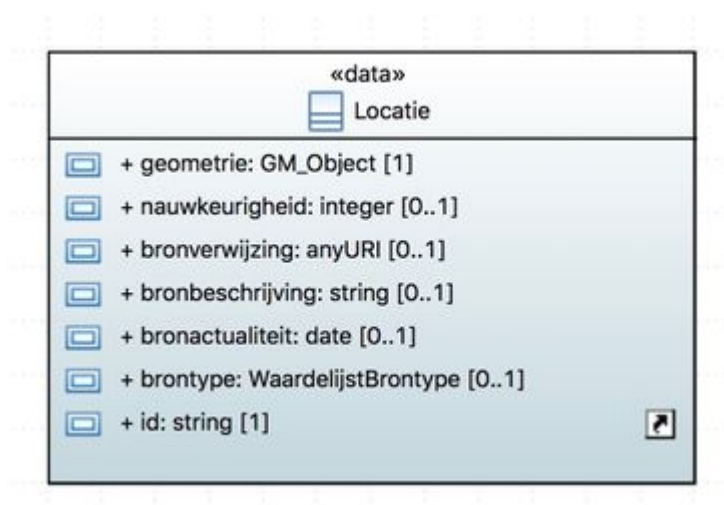 «data»
Locatie
+ geometrie: GM_Object [1]
+ nauwkeurigheid: integer [0..1]
+ bronverwijzing: anyURI [0..1]
+ bronbeschrijving: string [0..1]
+ bronactualiteit: date [0..1]
+ brontype: WaardelijstBrontype [0..1]
+ id: string [1]